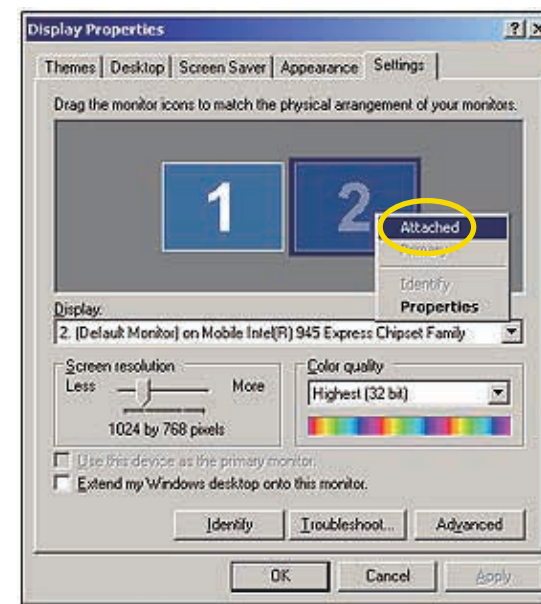 Display Properties
Themes Desktop Screen Saver Appearance Settings
Drag the monitor icons to match the physical arrangement of your monitors.
1 2
Attached
Primary
Identify
Properties
Display:
2. (Default Monitor) on Mobile Intel(R) 945 Express Chipset Family
Screen resolution
Less More
1024 by 768 pixels
Color quality
Highest (32 bit)
Use this device as the primary monitor.
Extend my Windows desktop onto this monitor.
Identify Troubleshoot... Advanced
OK Cancel Apply